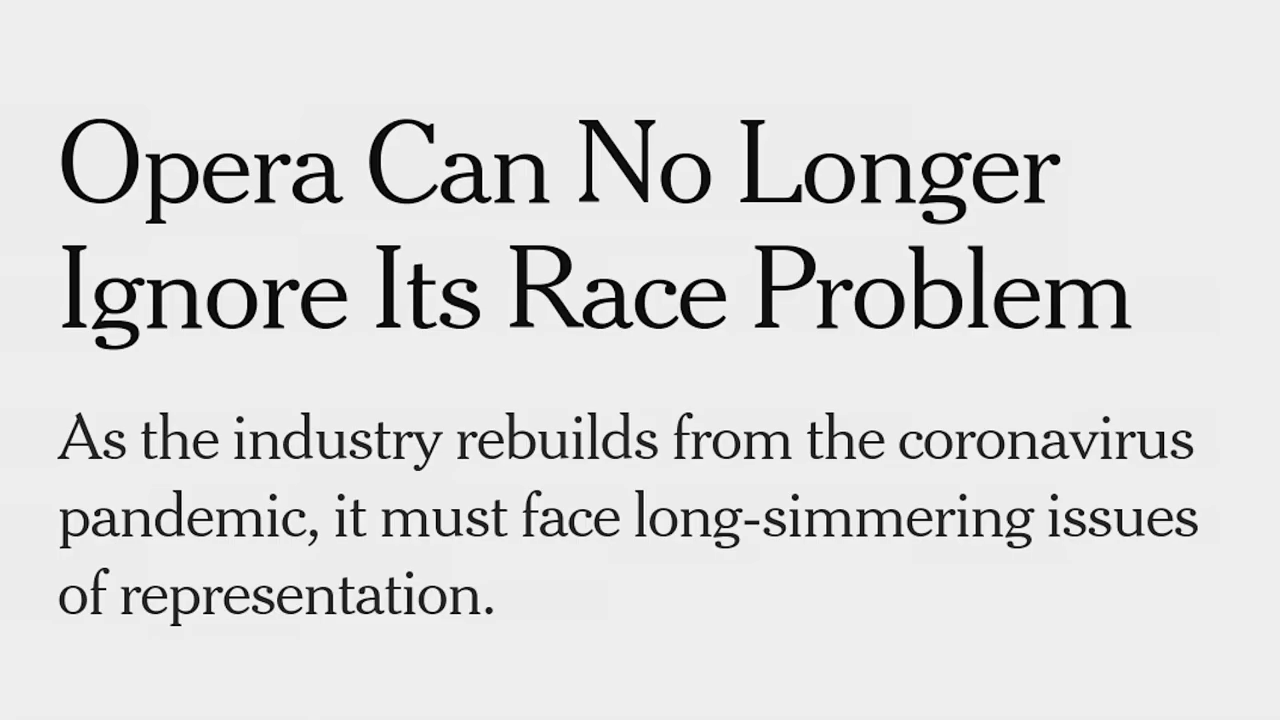 Opera Can No Longer
Ignore Its Race Problem
As the industry rebuilds from the coronavirus
pandemic, it must face long-simmering issues
of representation.